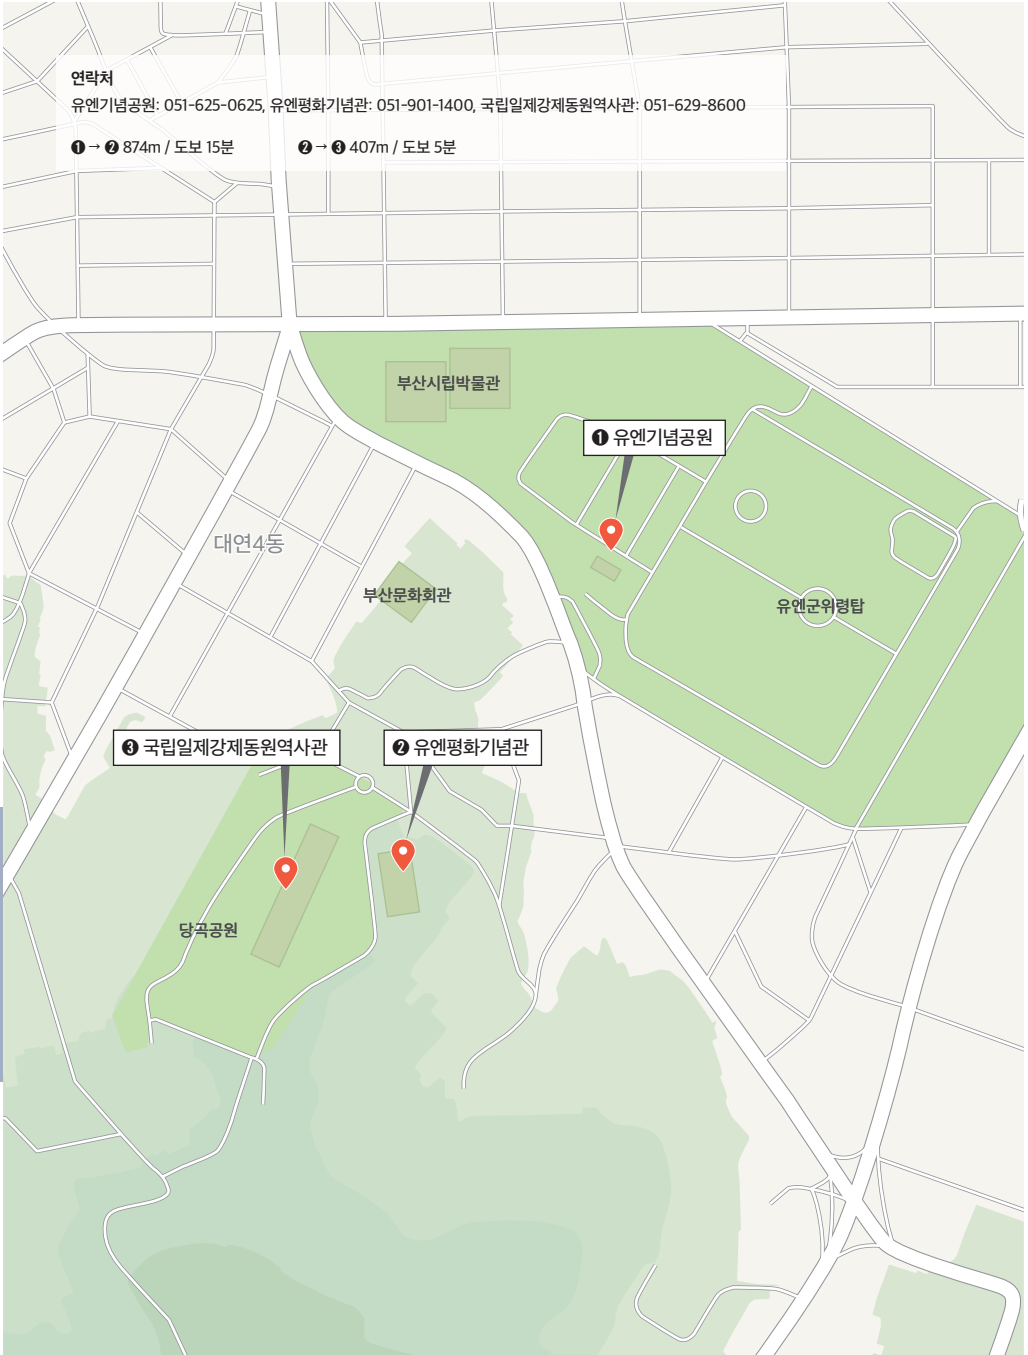 연락처
유엔기념공원: 051-625-0625, 유엔평화기념관: 051-901-1400, 국립일제강제동원역사관: 051-629-8600
❶ → ❷ 874m / 도보 15분
❷ → ❸ 407m / 도보 5분
부산시립박물관
❶ 유엔기념공원
대연4동
부산문화회관
유엔군위령탑
❸ 국립일제강제동원역사관
❷ 유엔평화기념관
당곡공원